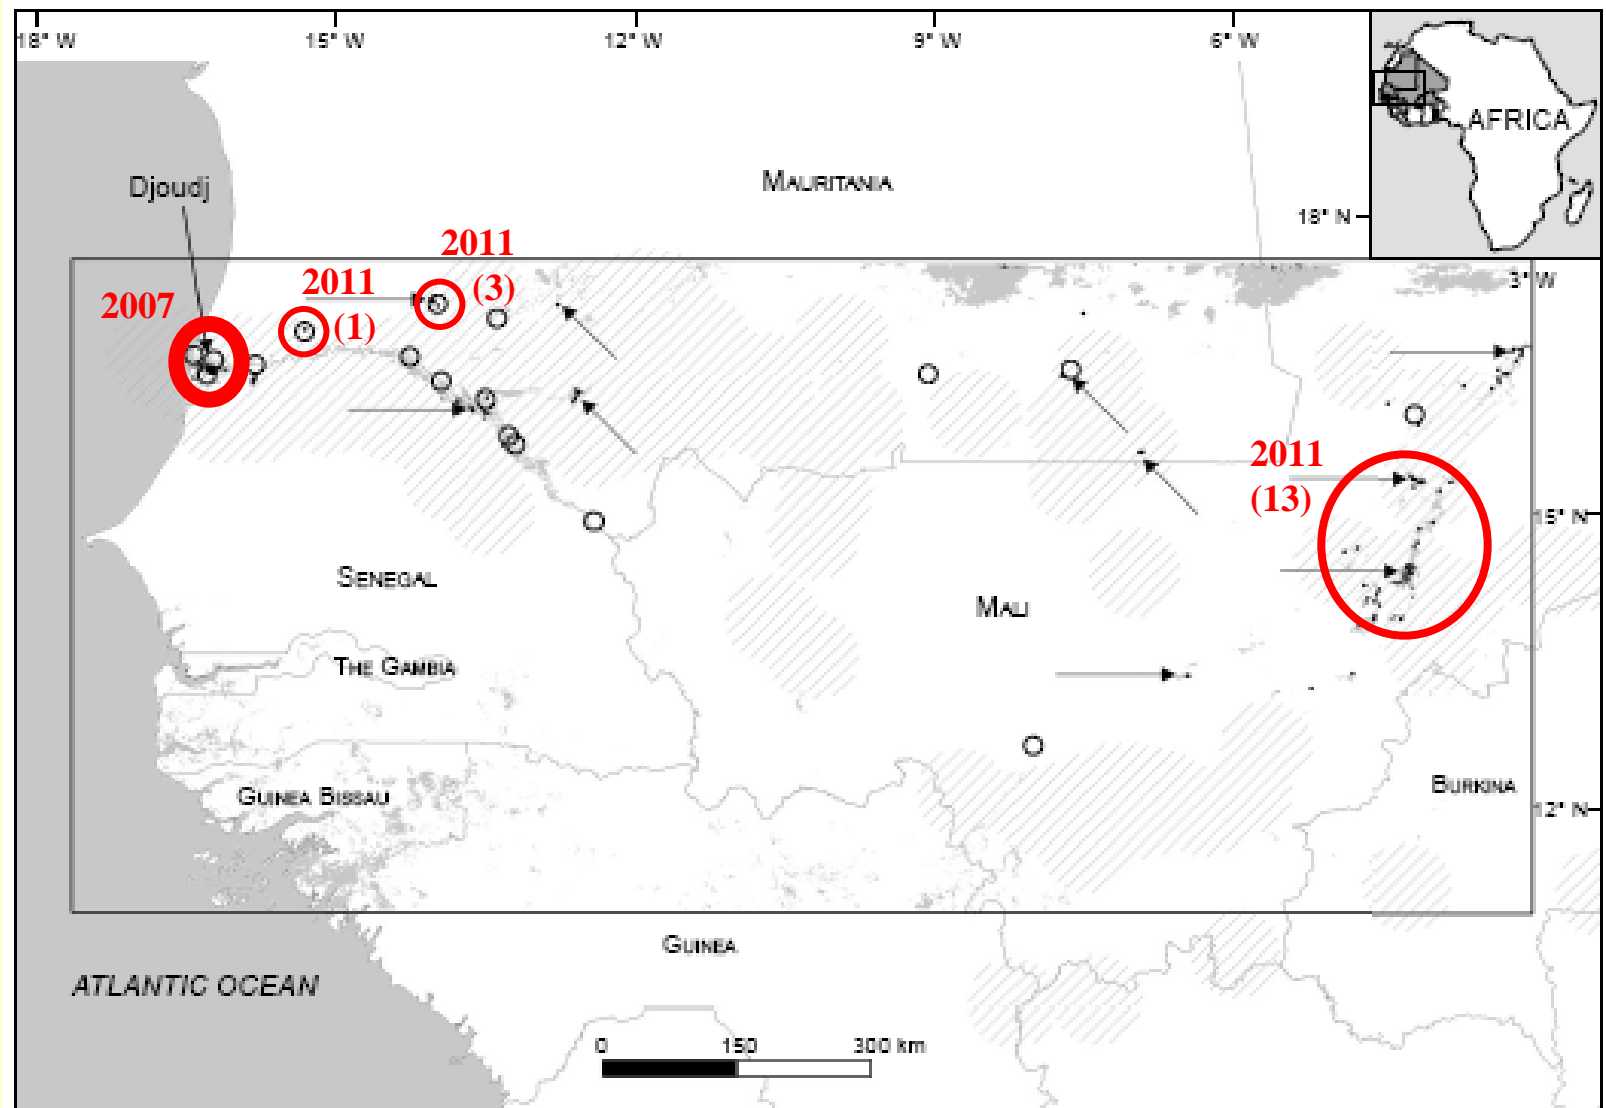 18° W
15° W
12° W
9° W
6° W
AFRICA
Djoudj
MAURITANIA
18° N
2011
(3)
2011
(1)
2007
3° W
2011
(13)
15° N
SENEGAL
MALI
THE GAMBIA
GUINEA BISSAU
BURKINA
12° N
GUINEA
ATLANTIC OCEAN
0 150 300 km